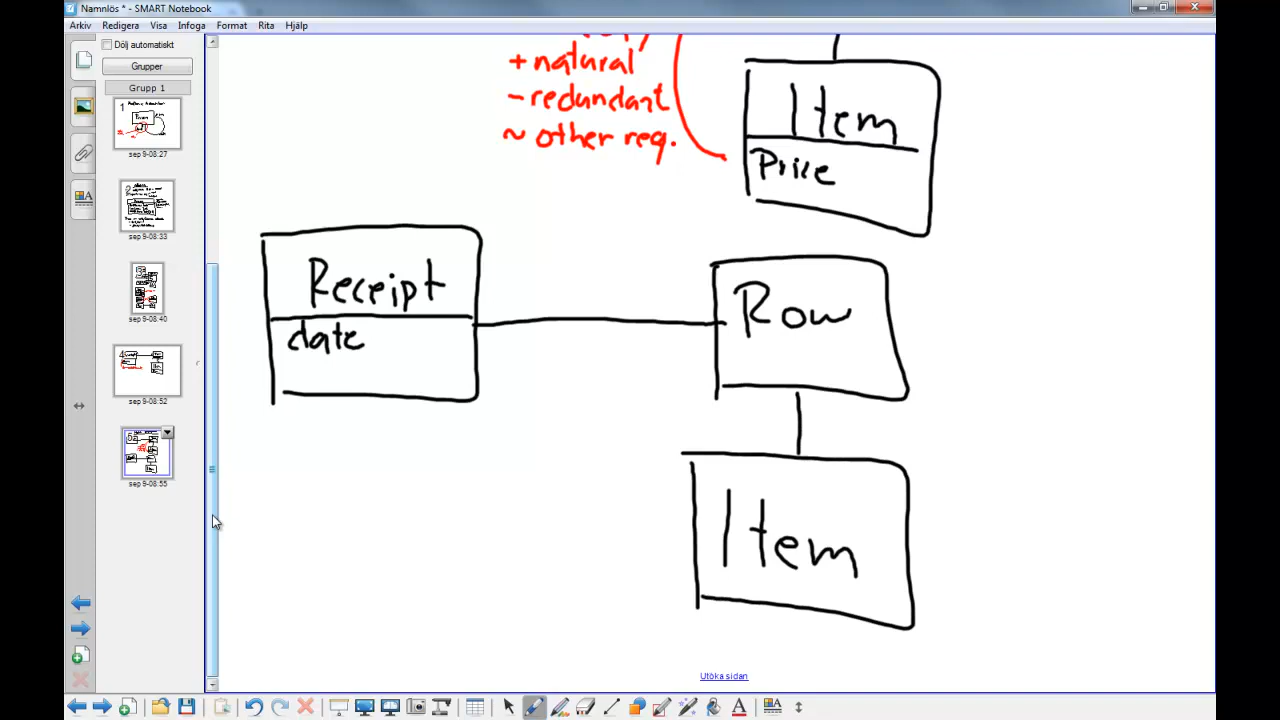 Namnlös * - SMART Notebook
Arkiv Redigera Visa Infoga Format Rita Hjälp
Dölj automatiskt
Grupper
Grupp 1
sep 9-08:27
sep 9-08:33
sep 9-08:40
sep 9-08:52
sep 9-08:55
+ natural
- redundant
~ other req.
Item
Price
Receipt
date
Row
Item
Utöka sidan